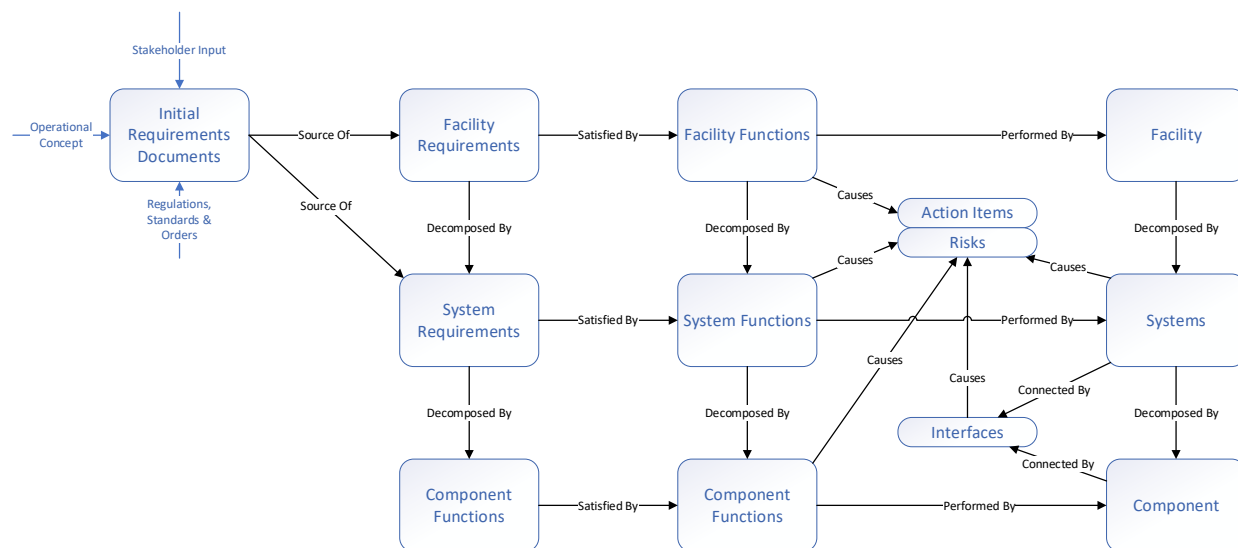 Stakeholder Input
Operational
Concept
Initial
Requirements
Documents
Regulations,
Standards &
Orders
Source Of
Source Of
Facility
Requirements
Satisfied By
Facility Functions
Performed By
Facility
Decomposed By
Decomposed By
Decomposed By
Causes
Action Items
Risks
Causes
Causes
System
Requirements
Satisfied By
System Functions
Performed By
Systems
Causes
Causes
Connected By
Decomposed By
Decomposed By
Decomposed By
Interfaces
Connected By
Component
Functions
Satisfied By
Component
Functions
Performed By
Component